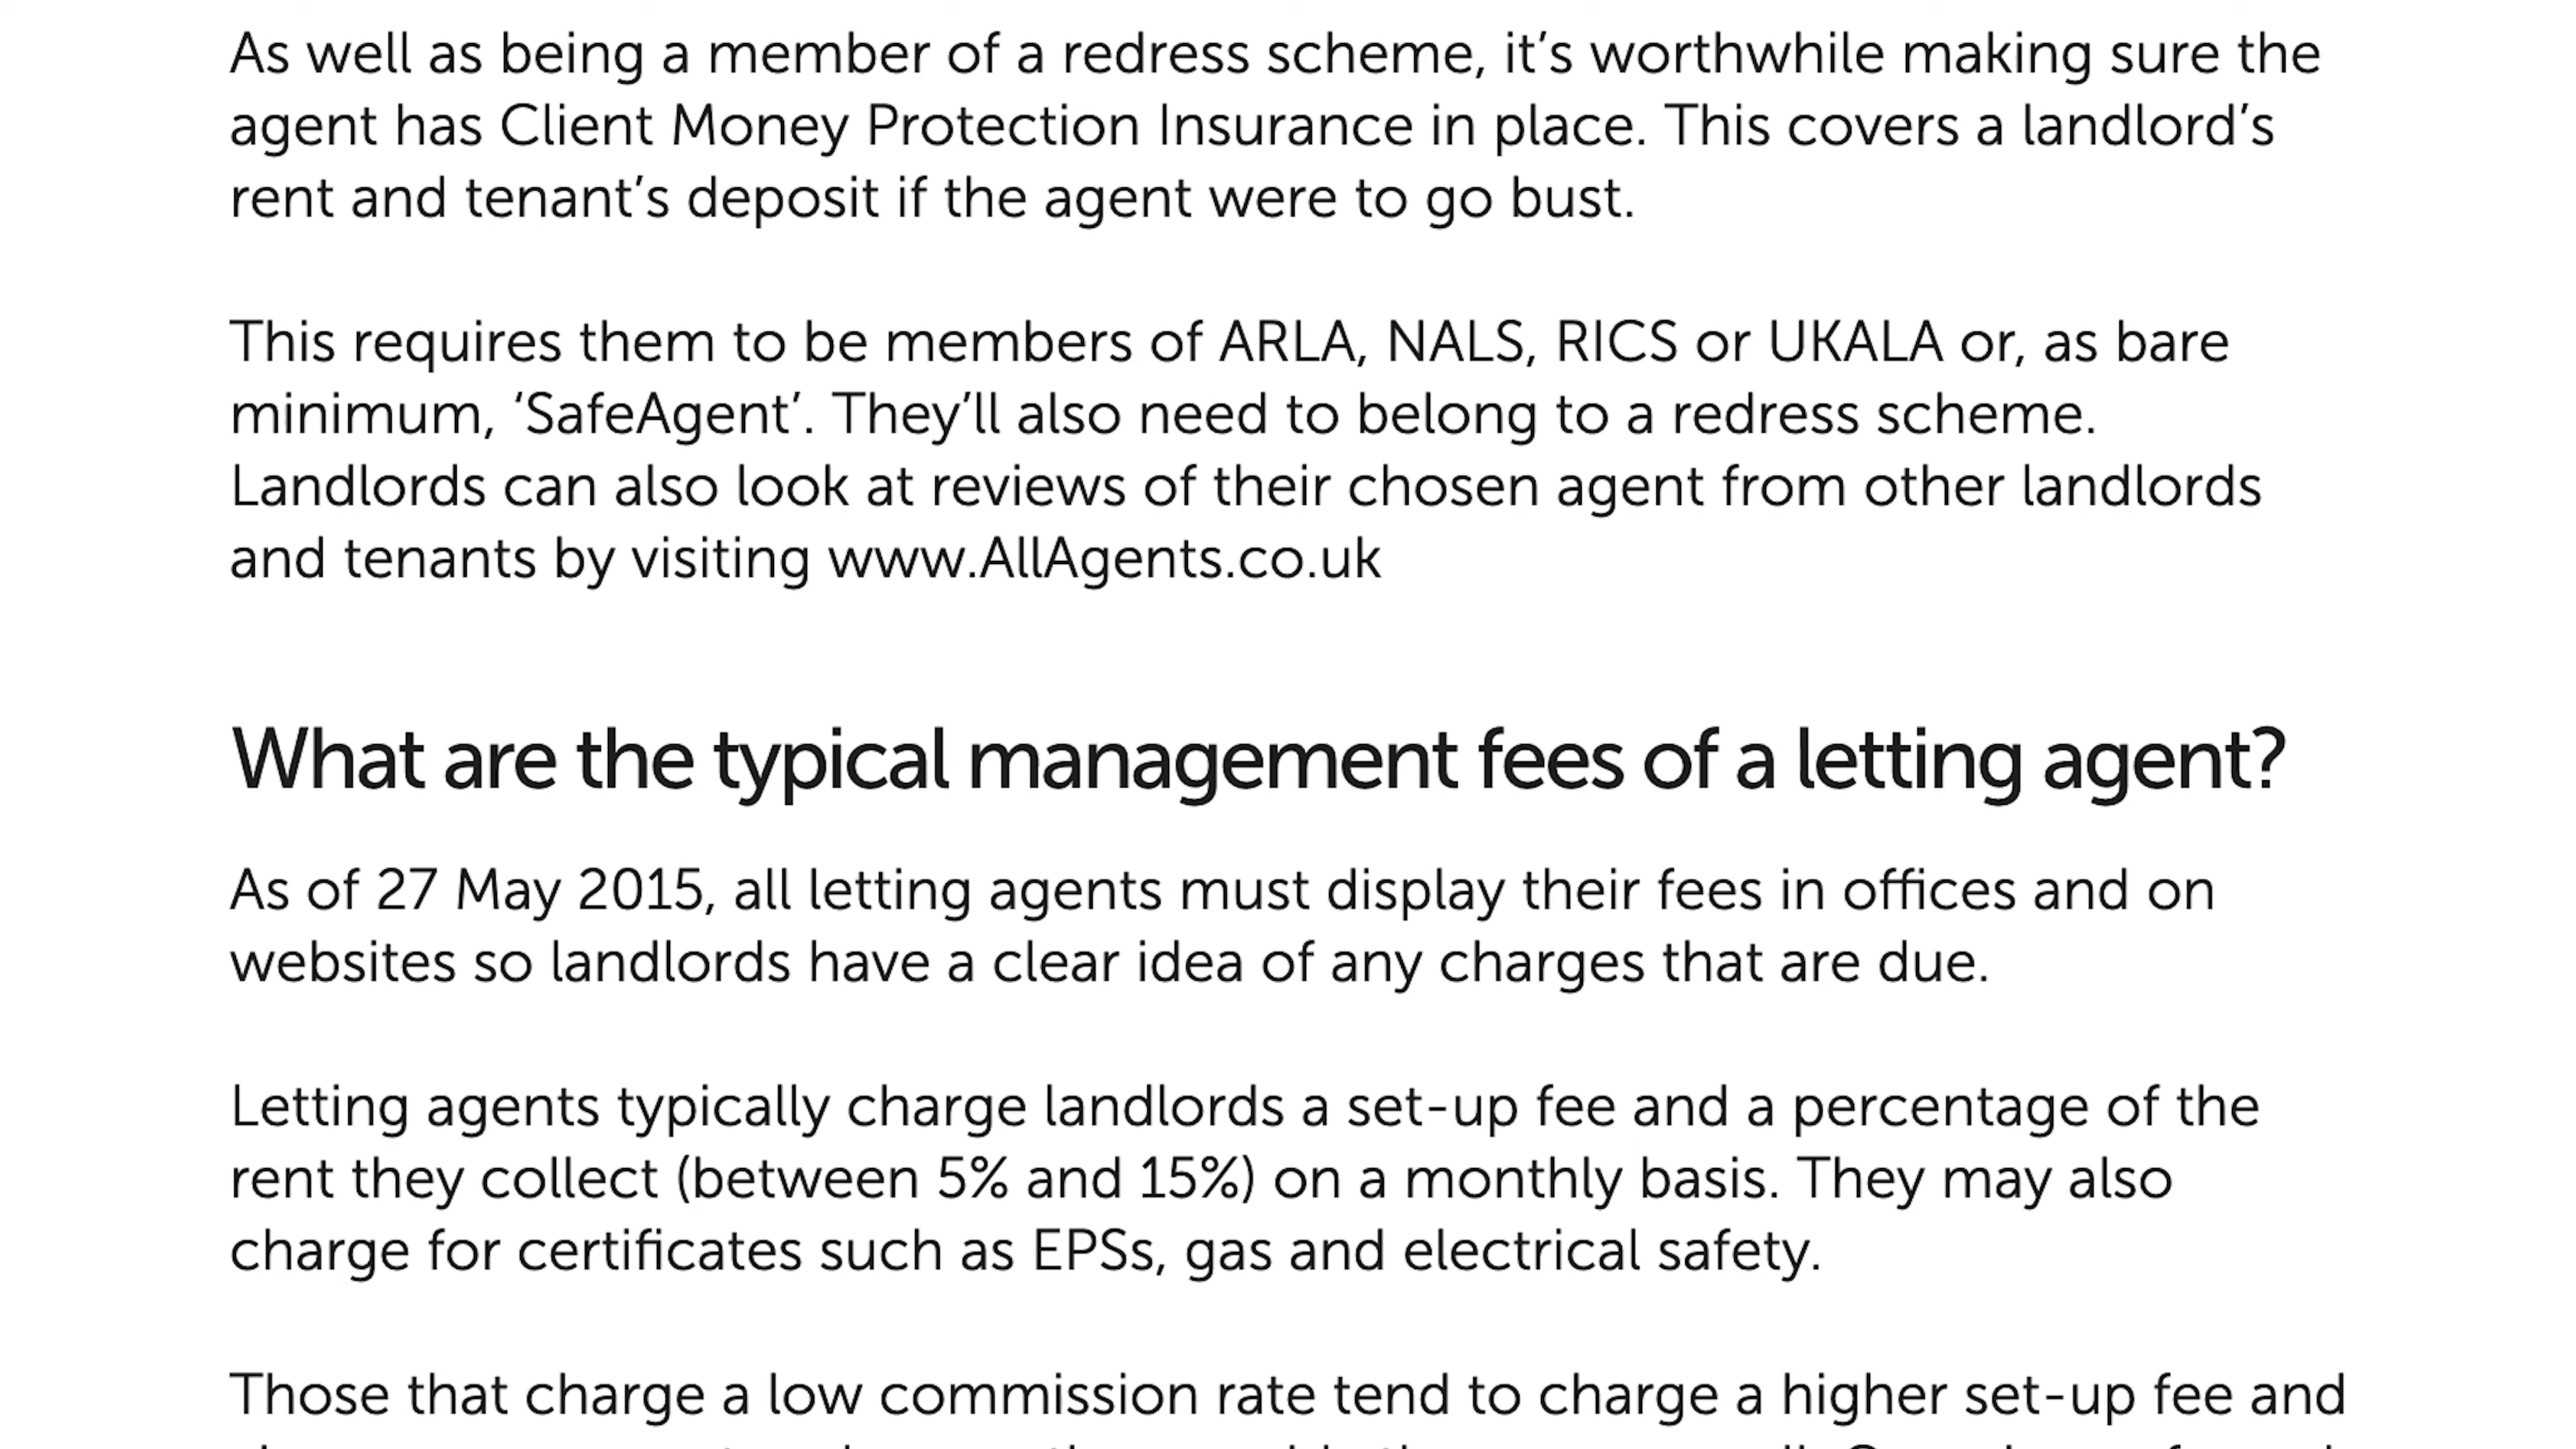 As well as being a member of a redress scheme, it’s worthwhile making sure the
agent has Client Money Protection Insurance in place. This covers a landlord’s
rent and tenant’s deposit if the agent were to go bust.
This requires them to be members of ARLA, NALS, RICS or UKALA or, as bare
minimum, ‘SafeAgent’. They’ll also need to belong to a redress scheme.
Landlords can also look at reviews of their chosen agent from other landlords
and tenants by visiting www.AllAgents.co.uk
What are the typical management fees of a letting agent?
As of 27 May 2015, all letting agents must display their fees in offices and on
websites so landlords have a clear idea of any charges that are due.
Letting agents typically charge landlords a set-up fee and a percentage of the
rent they collect (between 5% and 15%) on a monthly basis. They may also
charge for certificates such as EPSs, gas and electrical safety.
Those that charge a low commission rate tend to charge a higher set-up fee and